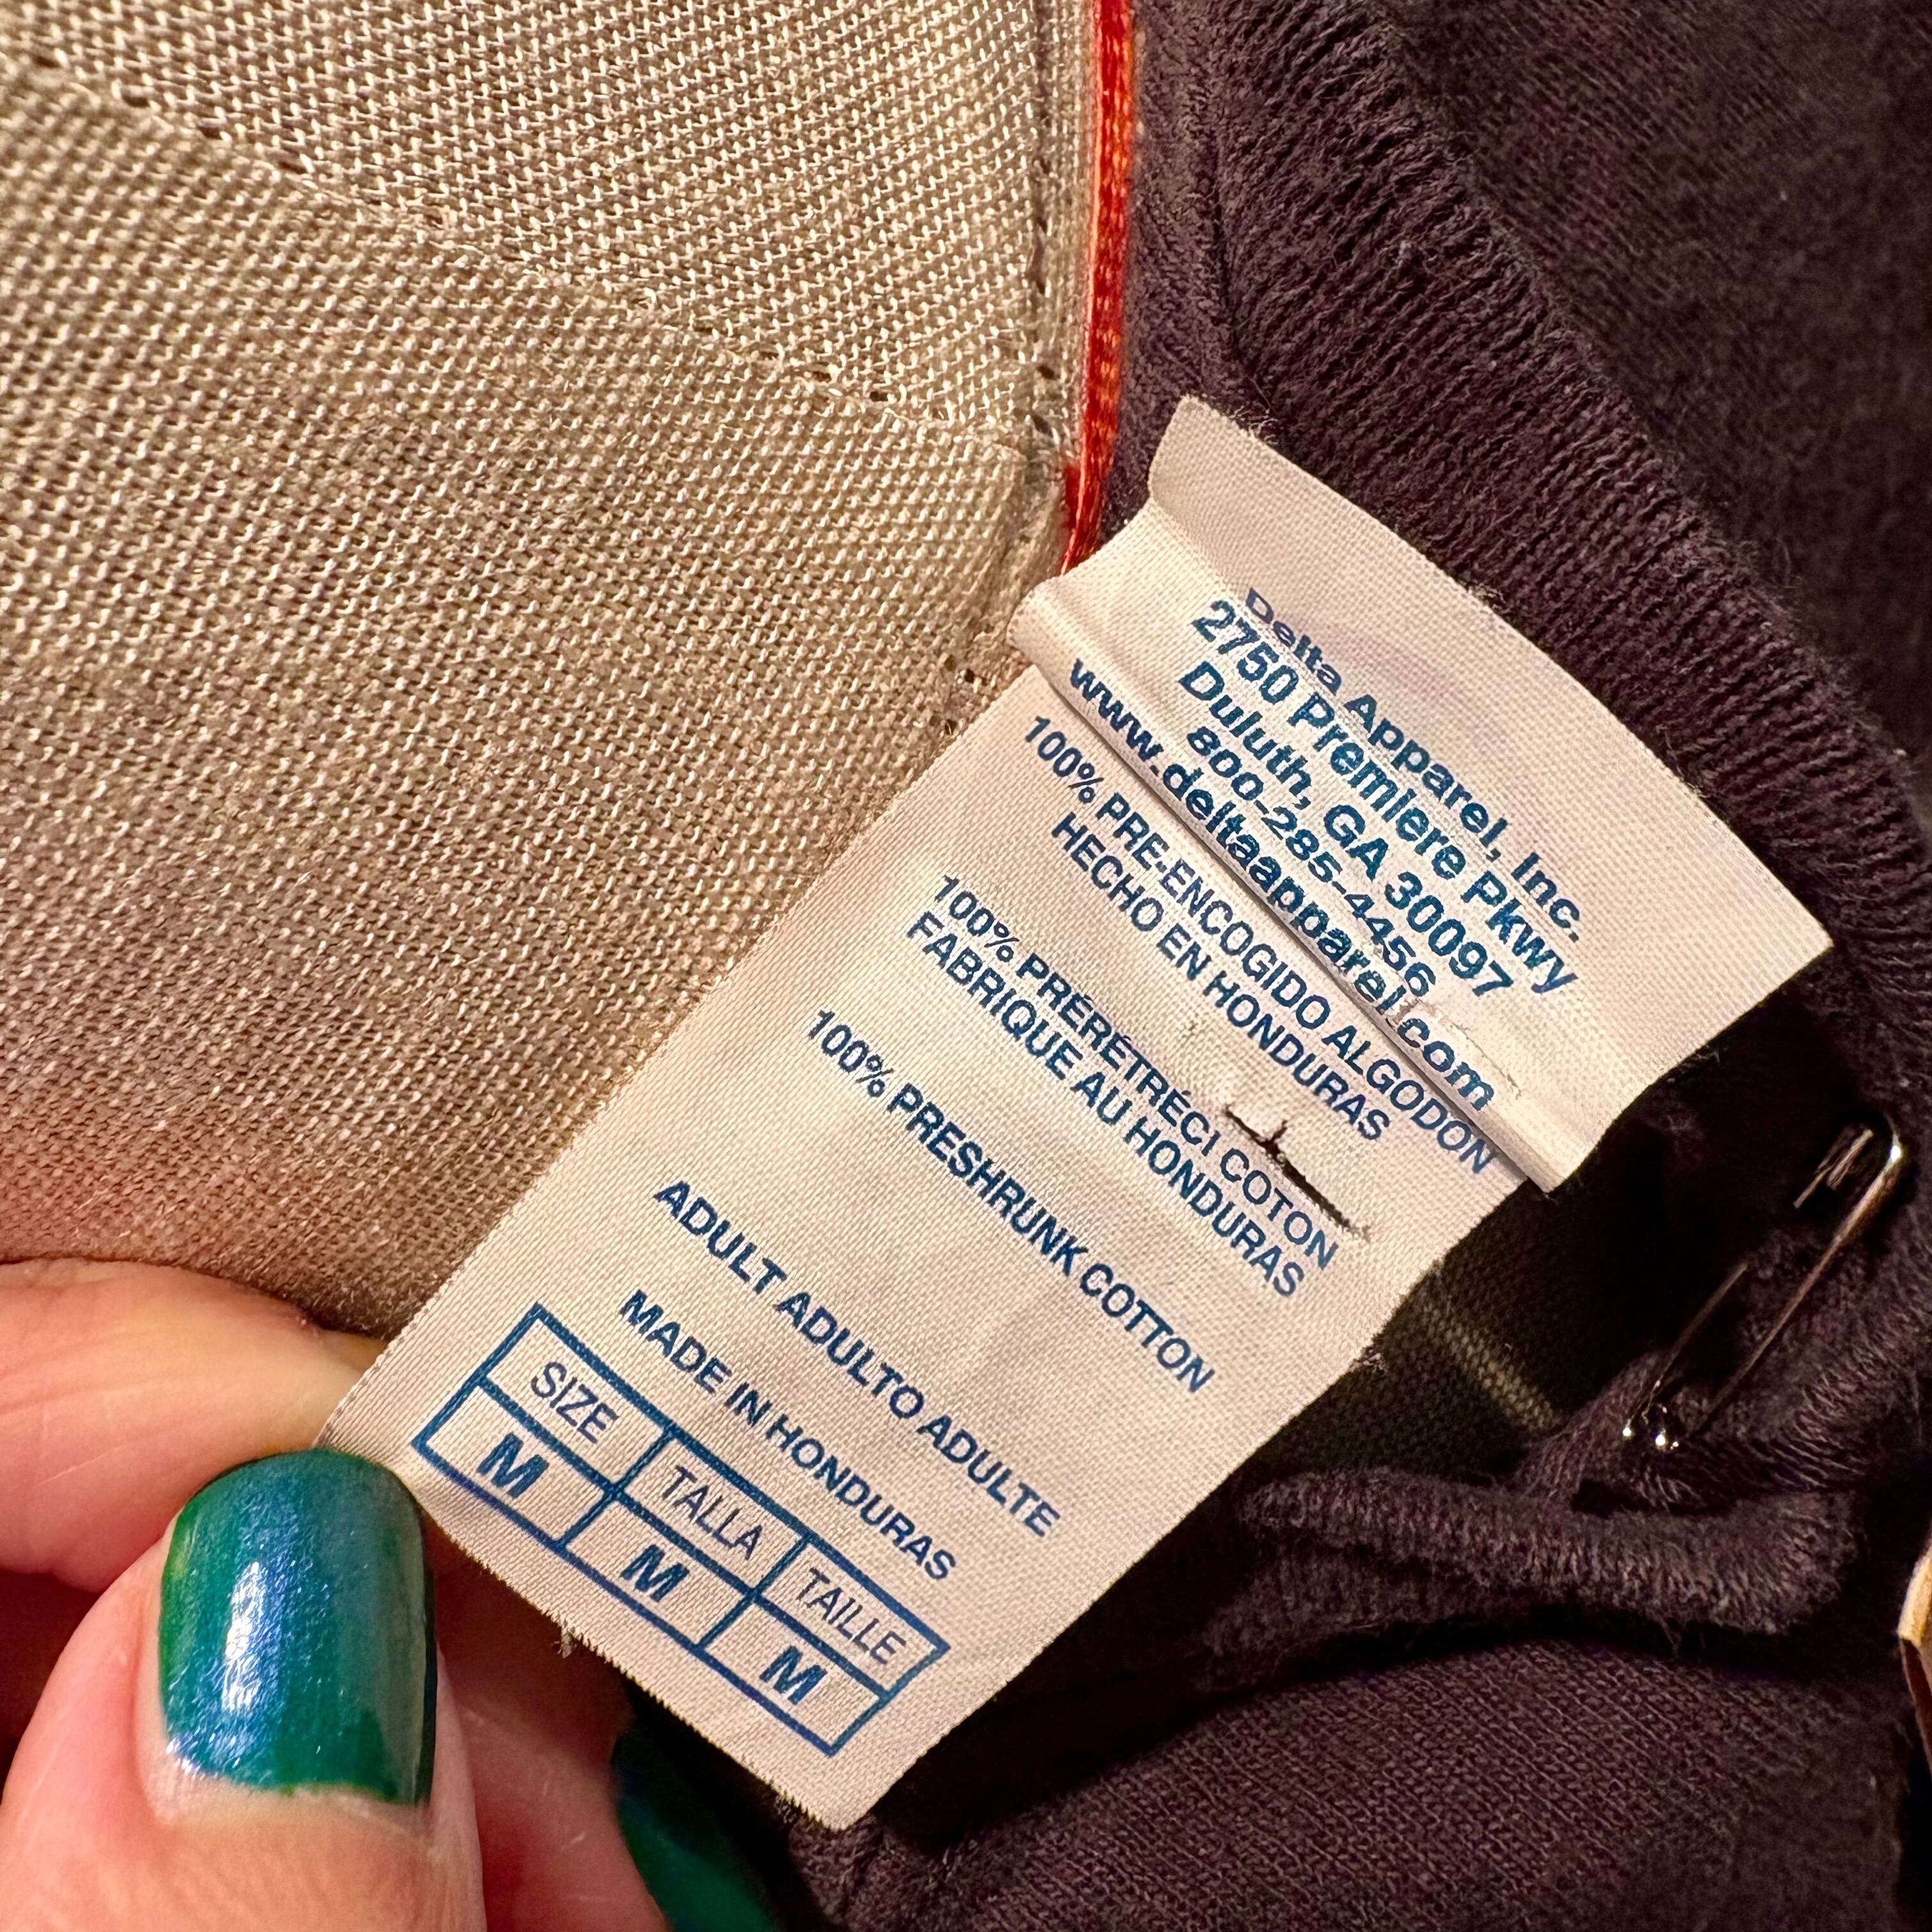 Delta Apparel, Inc.
2750 Premiere Pkwy
Duluth, GA 30097
800-285-4456
www.deltaapparel.com
100% PRE-ENCOGIDO ALGODON
HECHO EN HONDURAS
100% PRÉRÉTRÉCI COTON
FABRIQUE AU HONDURAS
100% PRESHRUNK COTTON
ADULT ADULTO ADULTE
MADE IN HONDURAS
SIZE TALLA TAILLE
M M M